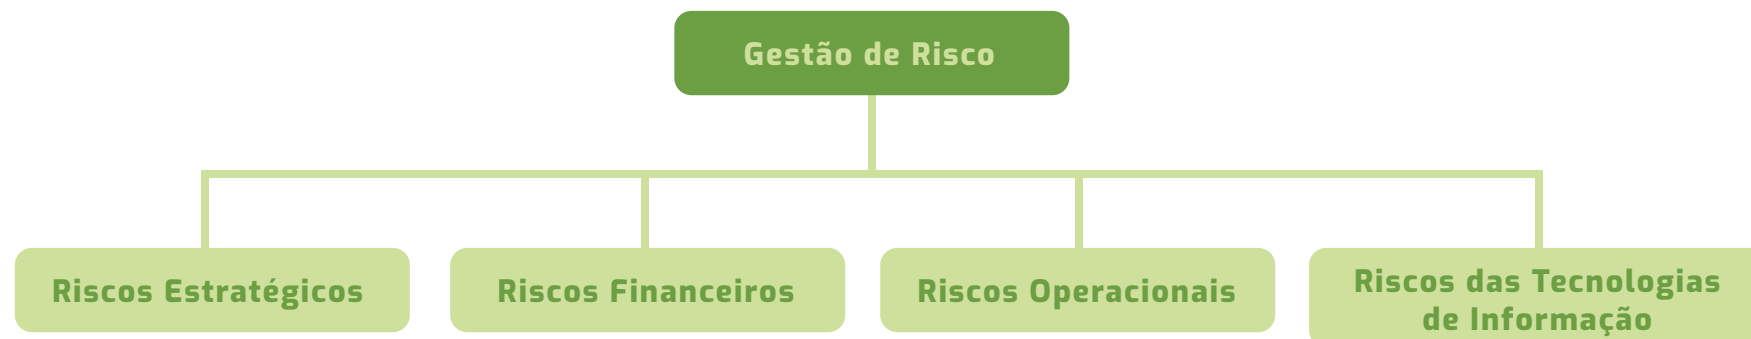 Gestão de Risco
Riscos Estratégicos
Riscos Financeiros
Riscos Operacionais
Riscos das Tecnologias
de Informação